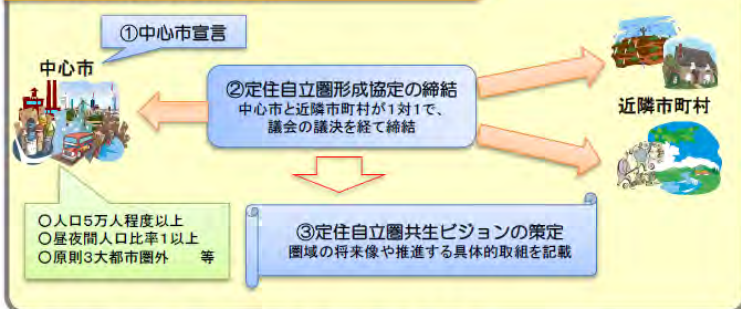 ①中心市宣言
中心市
②定住自立圏形成協定の締結
中心市と近隣市町村が1対1で、
議会の議決を経て締結
近隣市町村
○人口5万人程度以上
○昼夜間人口比率1以上
○原則3大都市圏外　等
③定住自立圏共生ビジョンの策定
圏域の将来像や推進する具体的取組を記載